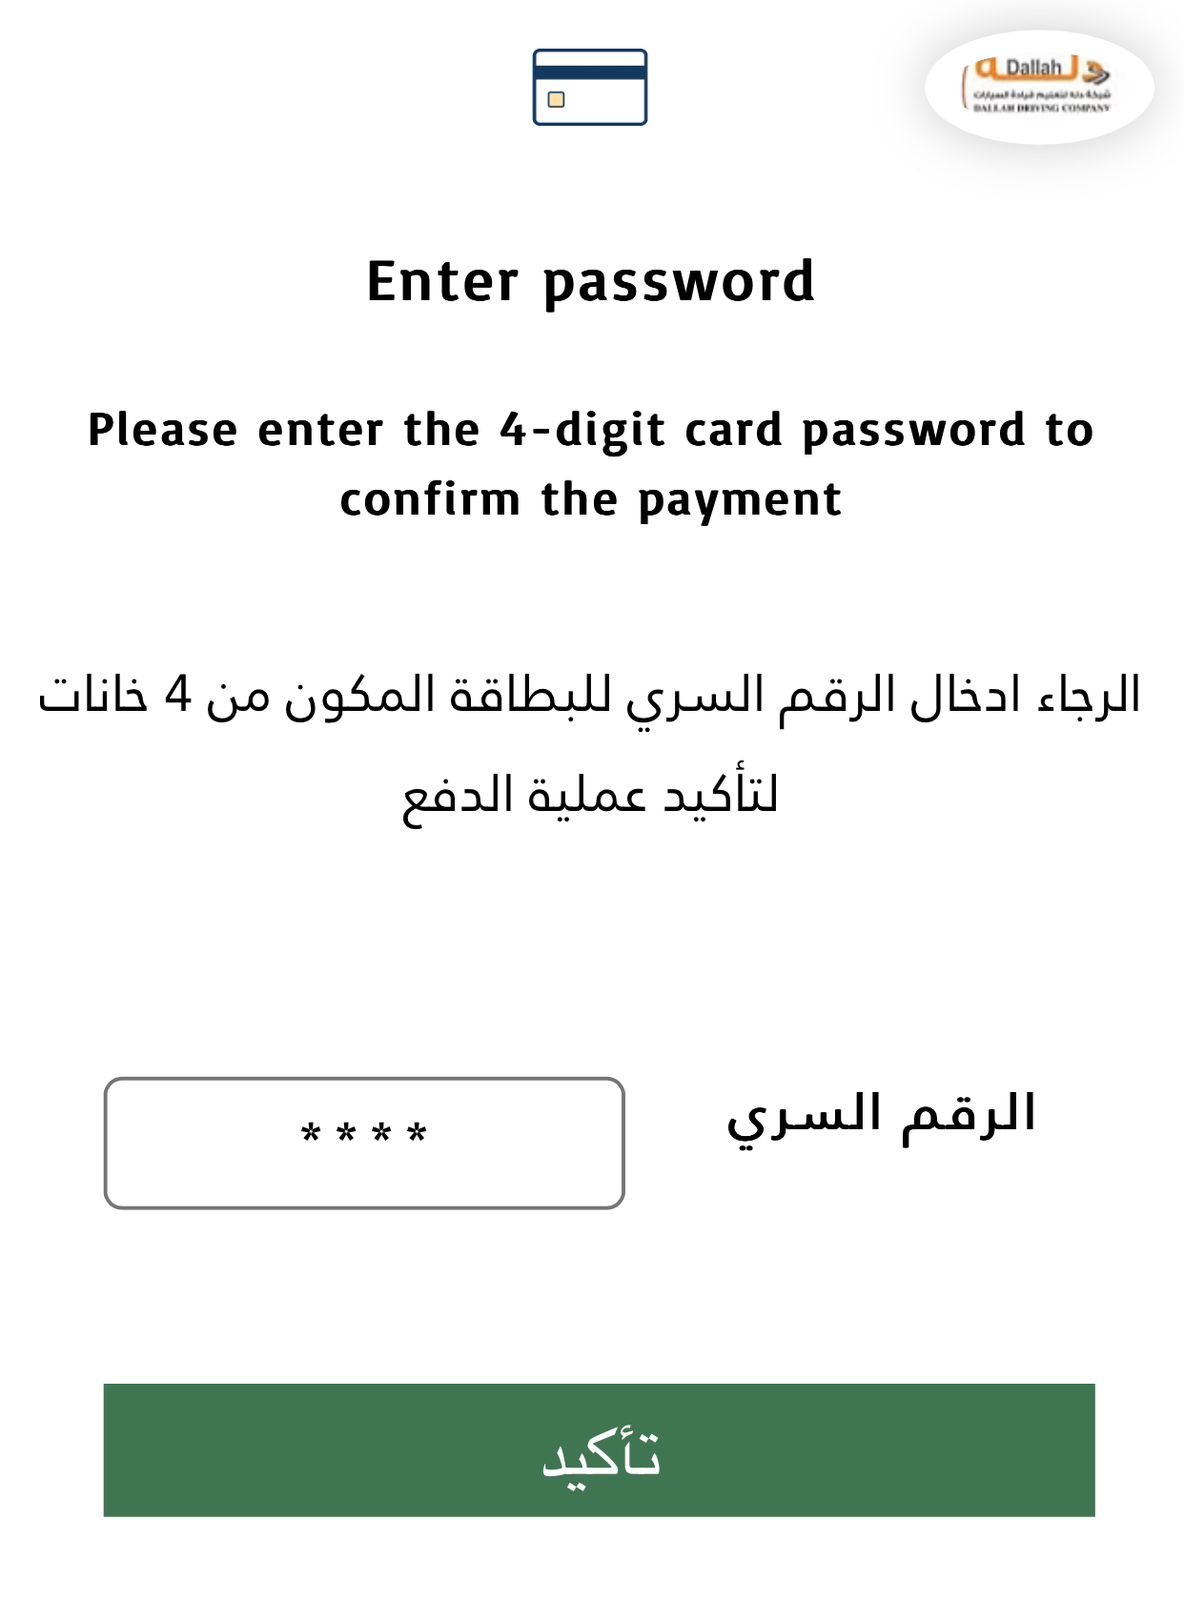 Dallah
شركة دله لتعليم قيادة السيارات
DALLAH DRIVING COMPANY
Enter password
Please enter the 4-digit card password to
confirm the payment
الرجاء ادخال الرقم السري للبطاقة المكون من 4 خانات
لتأكيد عملية الدفع
الرقم السري
****
تأكيد